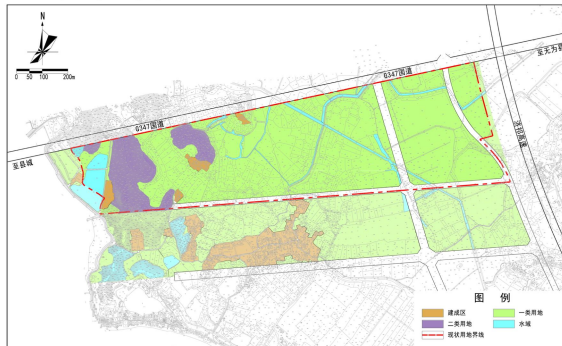 N
0 50 100 200m
至无为县
G347国道
G347国道
至县城
图 例
建成区
一类用地
二类用地
水域
现状用地界线